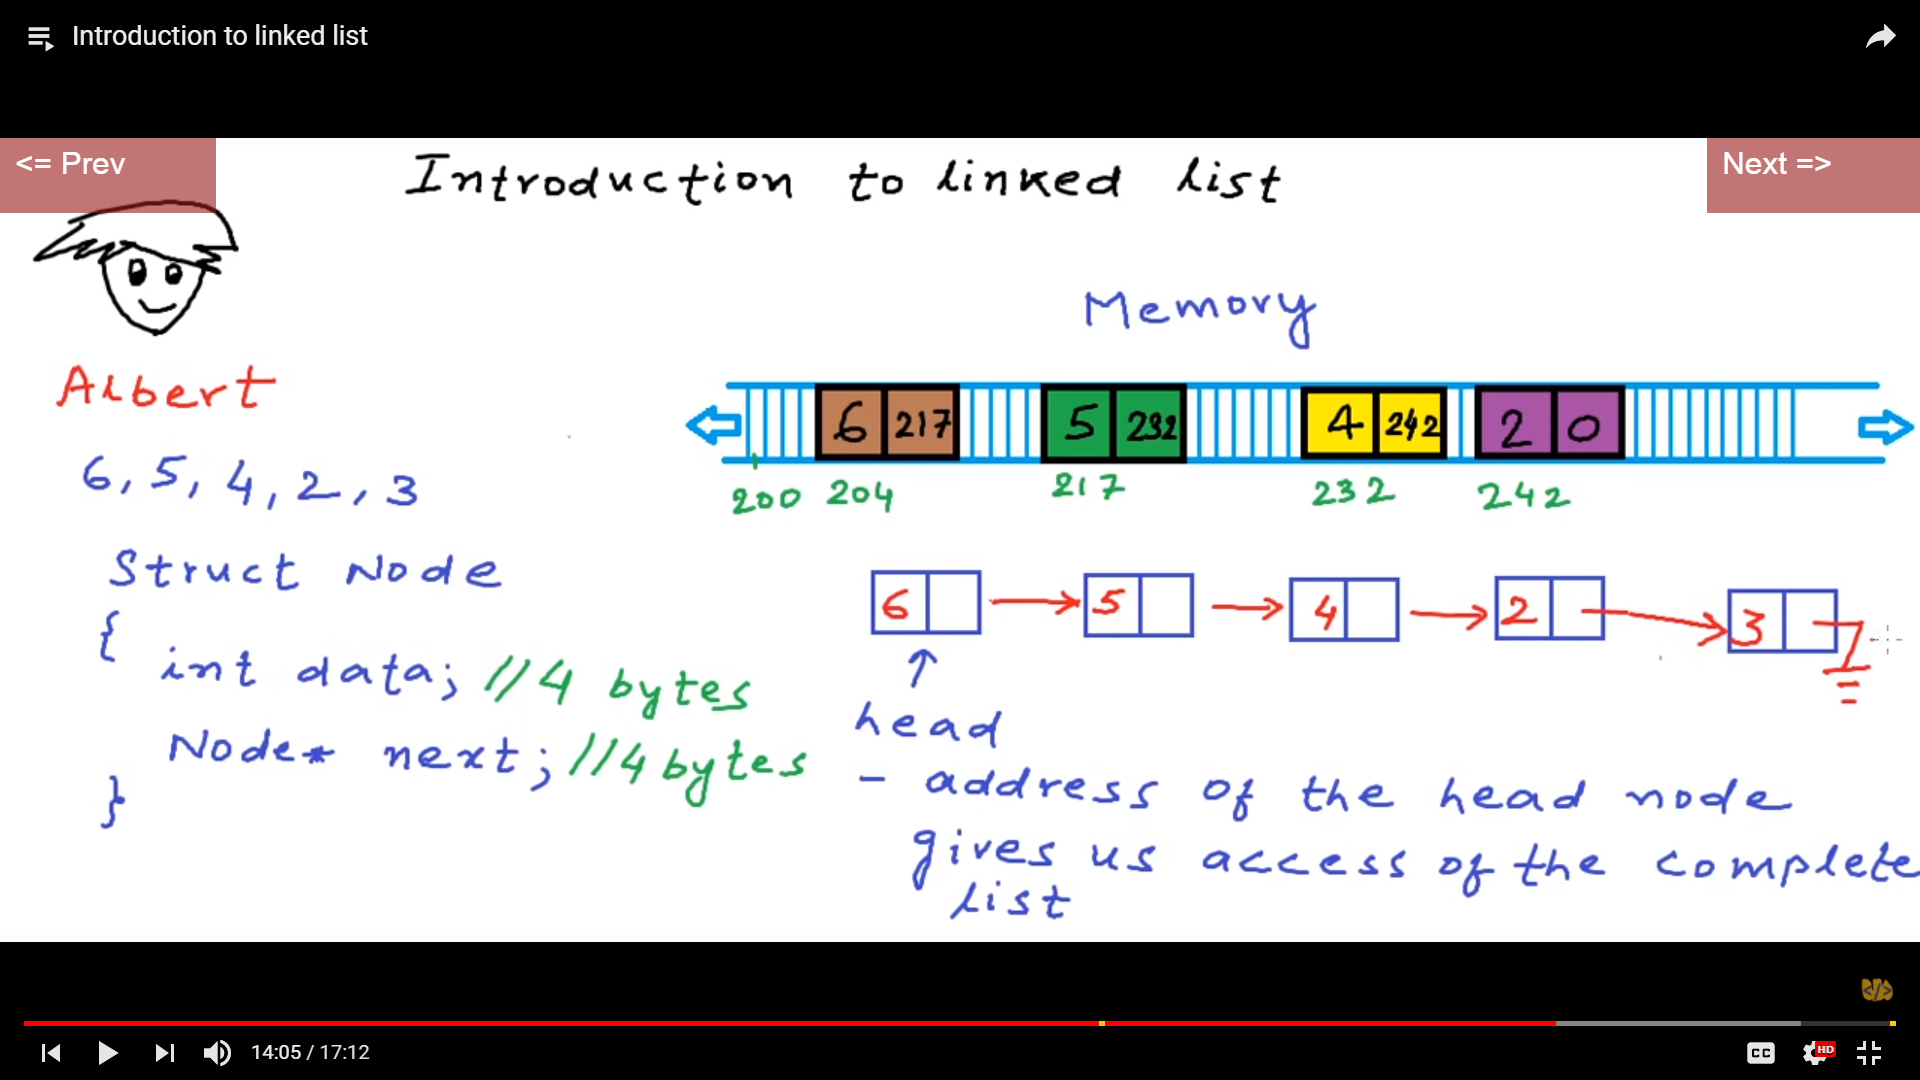 Introduction to linked list
<= Prev
Next =>
Introduction to linked list
Memory
Albert
6 217 5 232 4 242 2 0
200 204 217 232 242
6, 5, 4, 2, 3
Struct Node
{
int data; //4 bytes
Node* next; //4 bytes
}
6 5 4 2 3
head
- address of the head node
gives us access of the complete
list
14:05 / 17:12
CC
HD